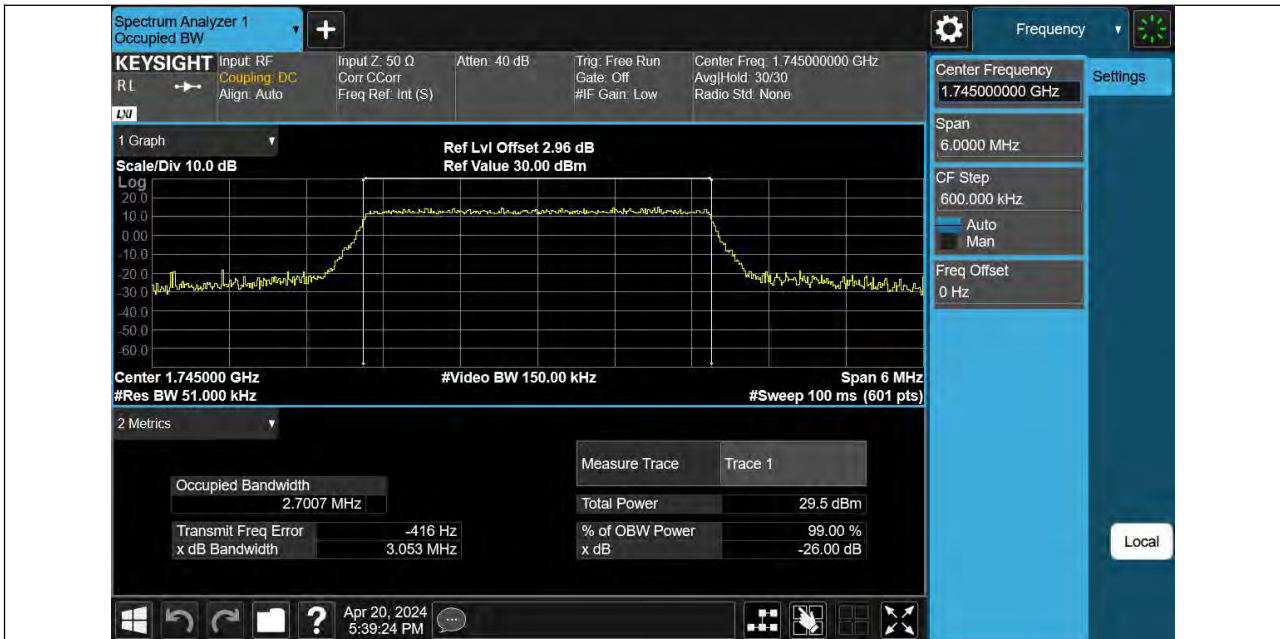 Spectrum Analyzer 1
Occupied BW
+
Frequency
KEYSIGHT
RL
LXI
Input: RF
Coupling: DC
Align: Auto
Input Z: 50 Ω
Corr CCorr
Freq Ref: Int (S)
Atten: 40 dB
Trig: Free Run
Gate: Off
#IF Gain: Low
Center Freq: 1.745000000 GHz
Avg|Hold: 30/30
Radio Std: None
Center Frequency
1.745000000 GHz
Settings
Span
6.0000 MHz
CF Step
600.000 kHz
Auto
Man
Freq Offset
0 Hz
Local
1 Graph
Scale/Div 10.0 dB
Ref Lvl Offset 2.96 dB
Ref Value 30.00 dBm
Log
20.0
10.0
0.00
-10.0
-20.0
-30.0
-40.0
-50.0
-60.0
Center 1.745000 GHz
#Video BW 150.00 kHz
Span 6 MHz
#Res BW 51.000 kHz
#Sweep 100 ms (601 pts)
2 Metrics
Measure Trace Trace 1
Occupied Bandwidth
2.7007 MHz
Total Power 29.5 dBm
Transmit Freq Error -416 Hz
% of OBW Power 99.00 %
x dB Bandwidth 3.053 MHz
x dB -26.00 dB
?
Apr 20, 2024
5:39:24 PM